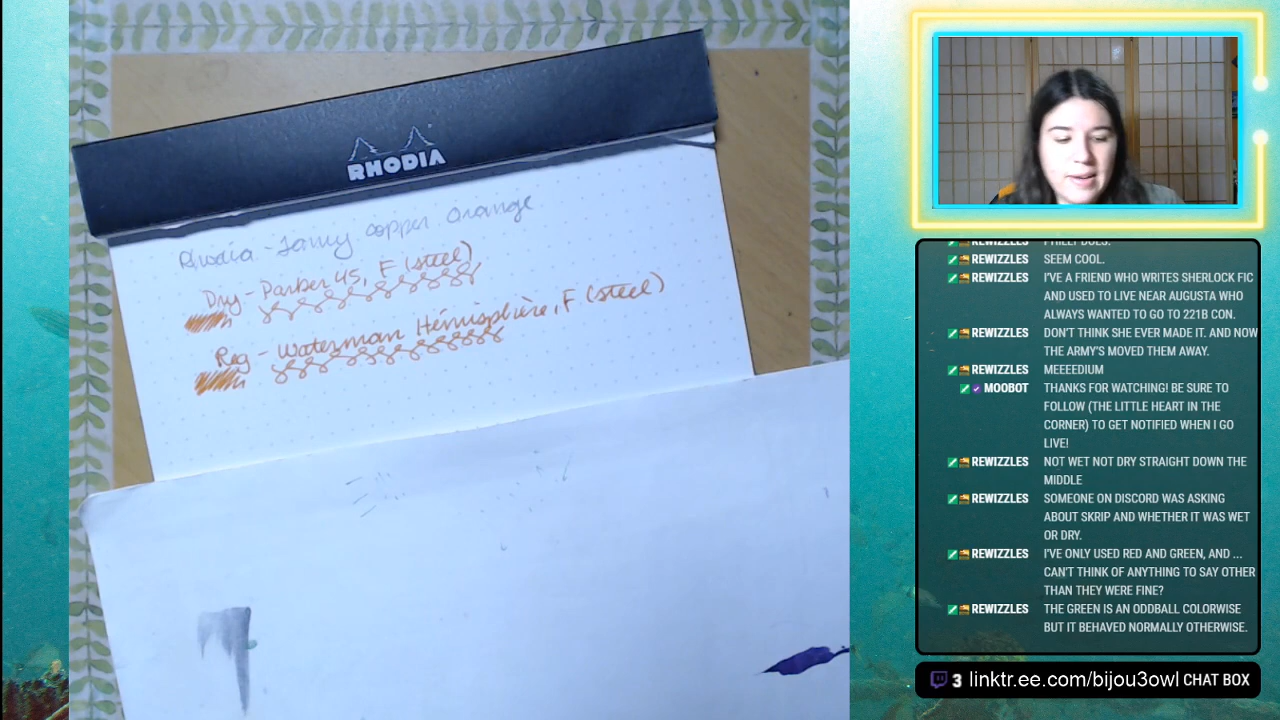 RHODIA
Rhodia - Lamy copper orange
Dry - Parker 45, F (steel)
Reg - Waterman Hémisphère, F (steel)
REWIZZLES PHILLY DOES.
REWIZZLES SEEM COOL.
REWIZZLES I'VE A FRIEND WHO WRITES SHERLOCK FIC
AND USED TO LIVE NEAR AUGUSTA WHO
ALWAYS WANTED TO GO TO 221B CON.
REWIZZLES DON'T THINK SHE EVER MADE IT. AND NOW
THE ARMY'S MOVED THEM AWAY.
REWIZZLES MEEEEDIUM
MOOBOT THANKS FOR WATCHING! BE SURE TO
FOLLOW (THE LITTLE HEART IN THE
CORNER) TO GET NOTIFIED WHEN I GO
LIVE!
REWIZZLES NOT WET NOT DRY STRAIGHT DOWN THE
MIDDLE
REWIZZLES SOMEONE ON DISCORD WAS ASKING
ABOUT SKRIP AND WHETHER IT WAS WET
OR DRY.
REWIZZLES I'VE ONLY USED RED AND GREEN, AND ...
CAN'T THINK OF ANYTHING TO SAY OTHER
THAN THEY WERE FINE?
REWIZZLES THE GREEN IS AN ODDBALL COLORWISE
BUT IT BEHAVED NORMALLY OTHERWISE.
3 linktr.ee.com/bijou3owl CHAT BOX